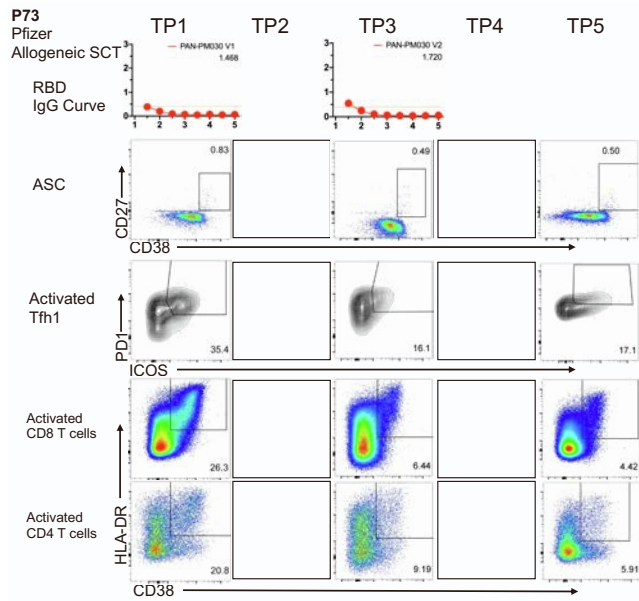 P73
Pfizer
Allogeneic SCT
TP1 TP2 TP3 TP4 TP5
RBD
IgG Curve
PAN-PM030 V1
1.468
3
2
1
0
1 2 3 4 5
PAN-PM030 V2
1.720
3
2
1
0
1 2 3 4 5
ASC
CD27
0.83
0.49
0.50
CD38
Activated
Tfh1
PD1
35.4
16.1
17.1
ICOS
Activated
CD8 T cells
26.3
6.44
4.42
HLA-DR
Activated
CD4 T cells
20.8
9.19
5.91
CD38